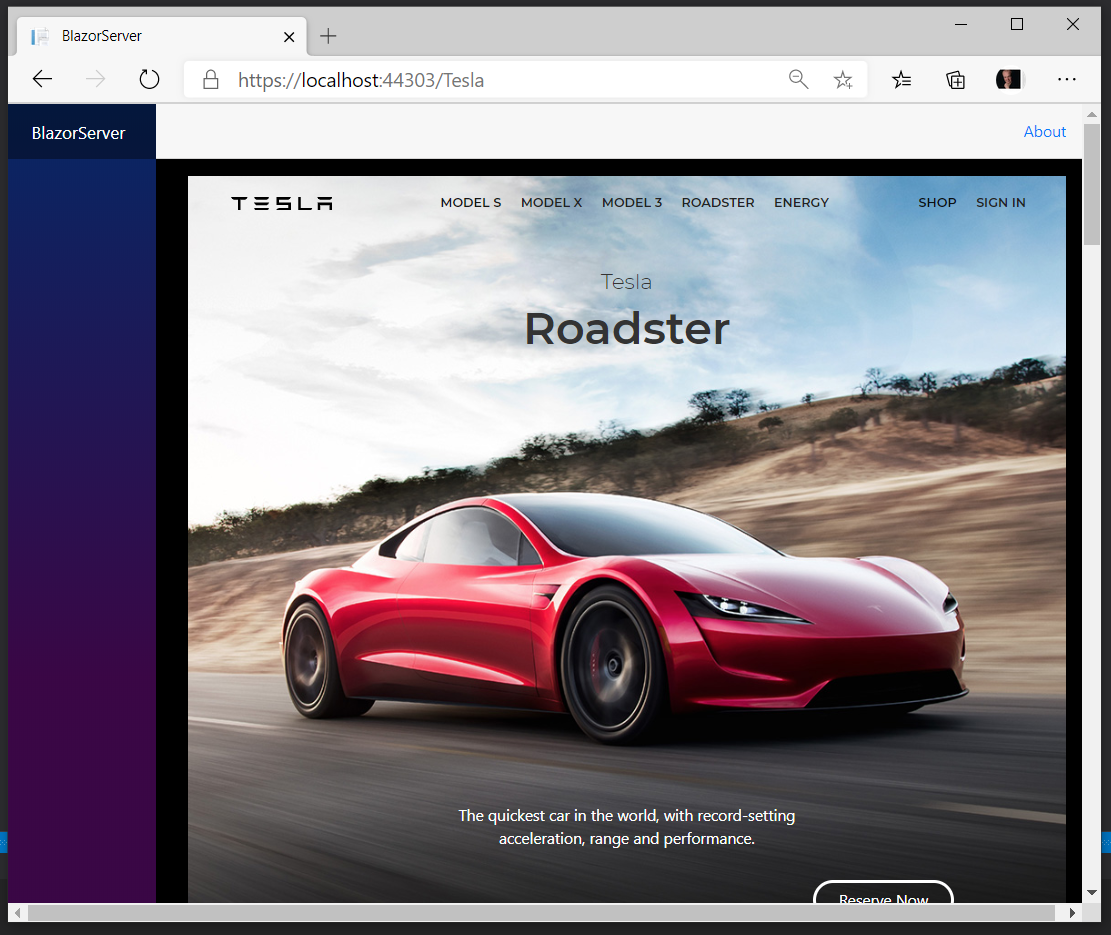 BlazorServer
https://localhost:44303/Tesla
BlazorServer
About
TESLA
MODEL S MODEL X MODEL 3 ROADSTER ENERGY SHOP SIGN IN
Tesla
Roadster
The quickest car in the world, with record-setting
acceleration, range and performance.
Reserve Now